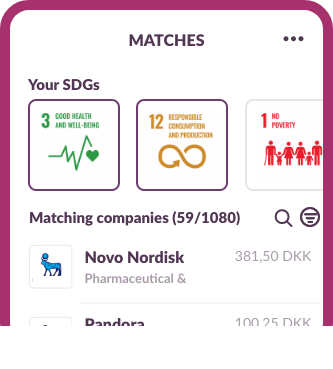 MATCHES
Your SDGs
3 GOOD HEALTH
AND WELL-BEING
12 RESPONSIBLE
CONSUMPTION
AND PRODUCTION
1 NO
POVERTY
Matching companies (59/1080)
Novo Nordisk 381,50 DKK
Pharmaceutical &
Pandora 100,25 DKK